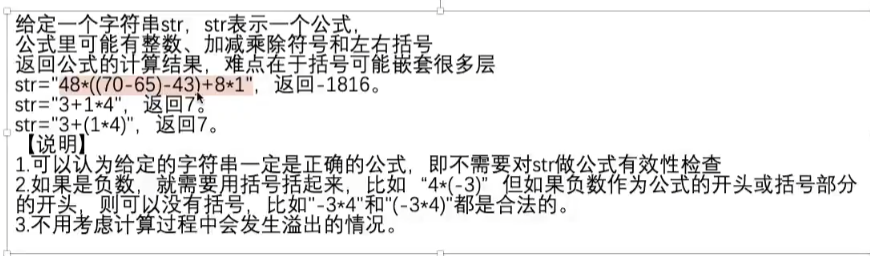 给定一个字符串str，str表示一个公式，
公式里可能有整数、加减乘除符号和左右括号
返回公式的计算结果，难点在于括号可能嵌套很多层
str="48*((70-65)-43)+8*1"，返回-1816。
str="3+1*4"，返回7。
str="3+(1*4)"，返回7。
【说明】
1.可以认为给定的字符串一定是正确的公式，即不需要对str做公式有效性检查
2.如果是负数，就需要用括号括起来，比如“4*(-3)”但如果负数作为公式的开头或括号部分
的开头，则可以没有括号，比如"-3*4"和"(-3*4)"都是合法的。
3.不用考虑计算过程中会发生溢出的情况。